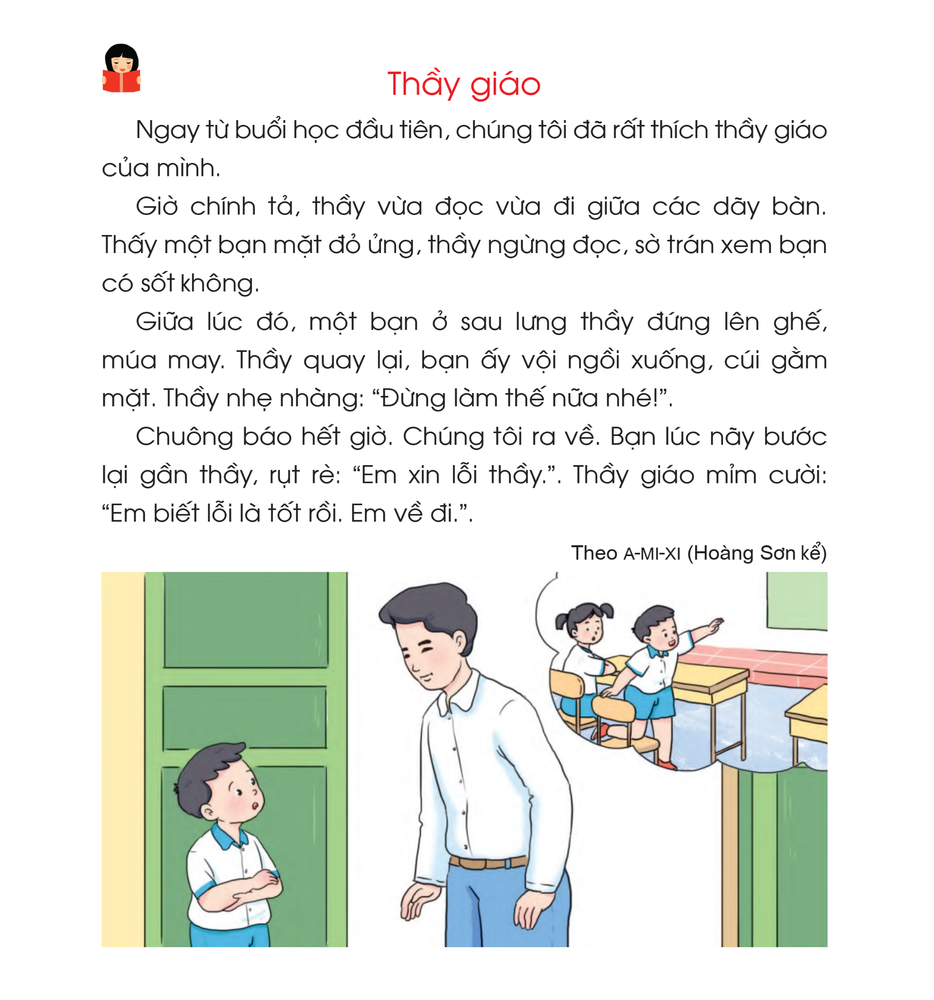 Thầy giáo
Ngay từ buổi học đầu tiên, chúng tôi đã rất thích thầy giáo
của mình.
Giờ chính tả, thầy vừa đọc vừa đi giữa các dãy bàn.
Thấy một bạn mặt đỏ ửng, thầy ngừng đọc, sờ trán xem bạn
có sốt không.
Giữa lúc đó, một bạn ở sau lưng thầy đứng lên ghế,
múa may. Thầy quay lại, bạn ấy vội ngồi xuống, cúi gằm
mặt. Thầy nhẹ nhàng: “Đừng làm thế nữa nhé!”.
Chuông báo hết giờ. Chúng tôi ra về. Bạn lúc nãy bước
lại gần thầy, rụt rè: “Em xin lỗi thầy.”. Thầy giáo mỉm cười:
“Em biết lỗi là tốt rồi. Em về đi.”.
Theo A-MI-XI (Hoàng Sơn kể)